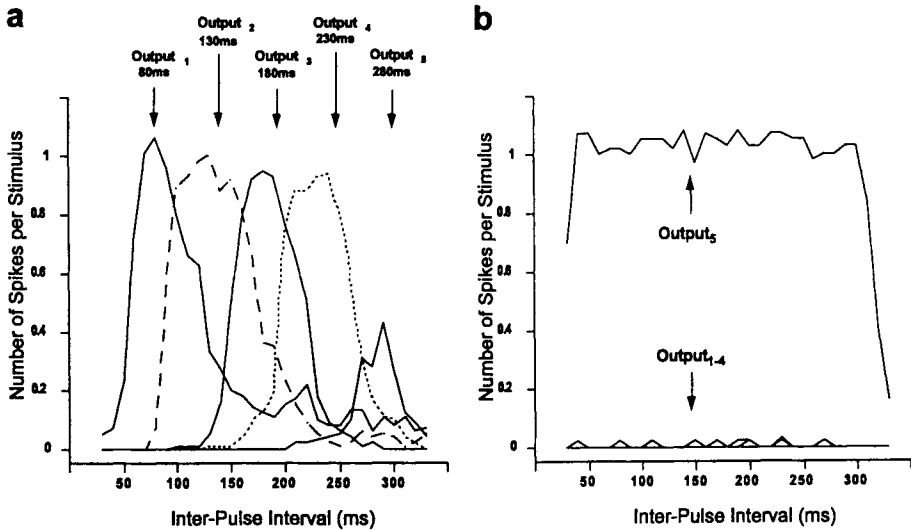 a
Output 1
80ms
Output 2
130ms
Output 3
180ms
Output 4
230ms
Output 5
280ms
Number of Spikes per Stimulus
1
0.8
0.6
0.4
0.2
0
50 100 150 200 250 300
Inter-Pulse Interval (ms)
b
Number of Spikes per Stimulus
1
0.8
0.6
0.4
0.2
0
Output5
Output1-4
50 100 150 200 250 300
Inter-Pulse Interval (ms)